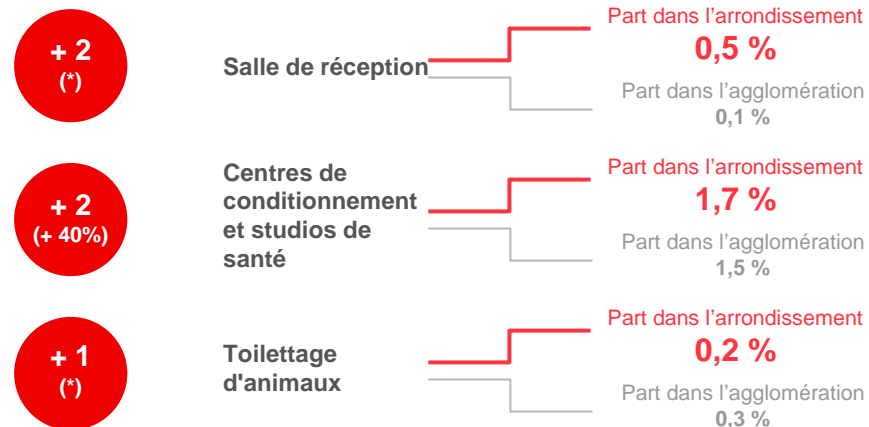 + 2
(*)
Salle de réception
Part dans l'arrondissement
0,5 %
Part dans l'agglomération
0,1 %
+ 2
(+ 40%)
Centres de
conditionnement
et studios de
santé
Part dans l'arrondissement
1,7 %
Part dans l'agglomération
1,5 %
+ 1
(*)
Toilettage
d'animaux
Part dans l'arrondissement
0,2 %
Part dans l'agglomération
0,3 %